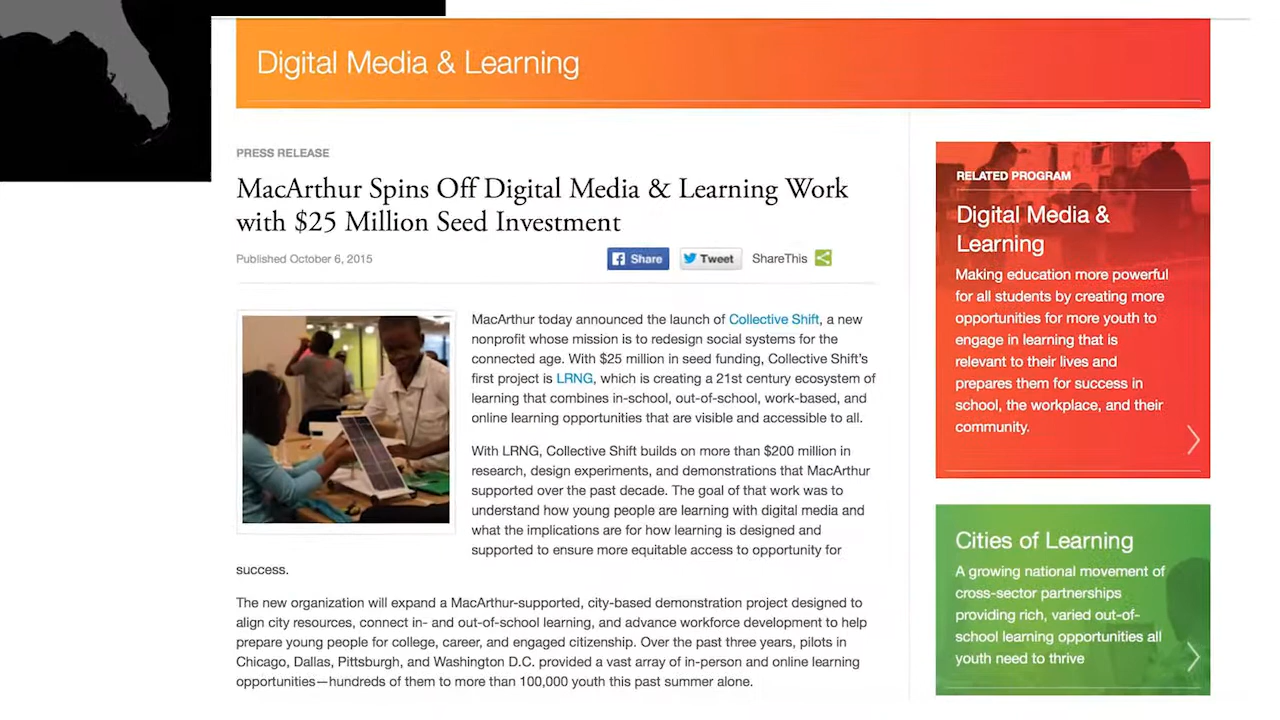 Digital Media & Learning
PRESS RELEASE
MacArthur Spins Off Digital Media & Learning Work
with $25 Million Seed Investment
Published October 6, 2015
Share
Tweet
ShareThis
MacArthur today announced the launch of Collective Shift, a new
nonprofit whose mission is to redesign social systems for the
connected age. With $25 million in seed funding, Collective Shift's
first project is LRNG, which is creating a 21st century ecosystem of
learning that combines in-school, out-of-school, work-based, and
online learning opportunities that are visible and accessible to all.
With LRNG, Collective Shift builds on more than $200 million in
research, design experiments, and demonstrations that MacArthur
supported over the past decade. The goal of that work was to
understand how young people are learning with digital media and
what the implications are for how learning is designed and
supported to ensure more equitable access to opportunity for
success.
The new organization will expand a MacArthur-supported, city-based demonstration project designed to
align city resources, connect in- and out-of-school learning, and advance workforce development to help
prepare young people for college, career, and engaged citizenship. Over the past three years, pilots in
Chicago, Dallas, Pittsburgh, and Washington D.C. provided a vast array of in-person and online learning
opportunities—hundreds of them to more than 100,000 youth this past summer alone.
RELATED PROGRAM
Digital Media &
Learning
Making education more powerful
for all students by creating more
opportunities for more youth to
engage in learning that is
relevant to their lives and
prepares them for success in
school, the workplace, and their
community.
Cities of Learning
A growing national movement of
cross-sector partnerships
providing rich, varied out-of-
school learning opportunities all
youth need to thrive